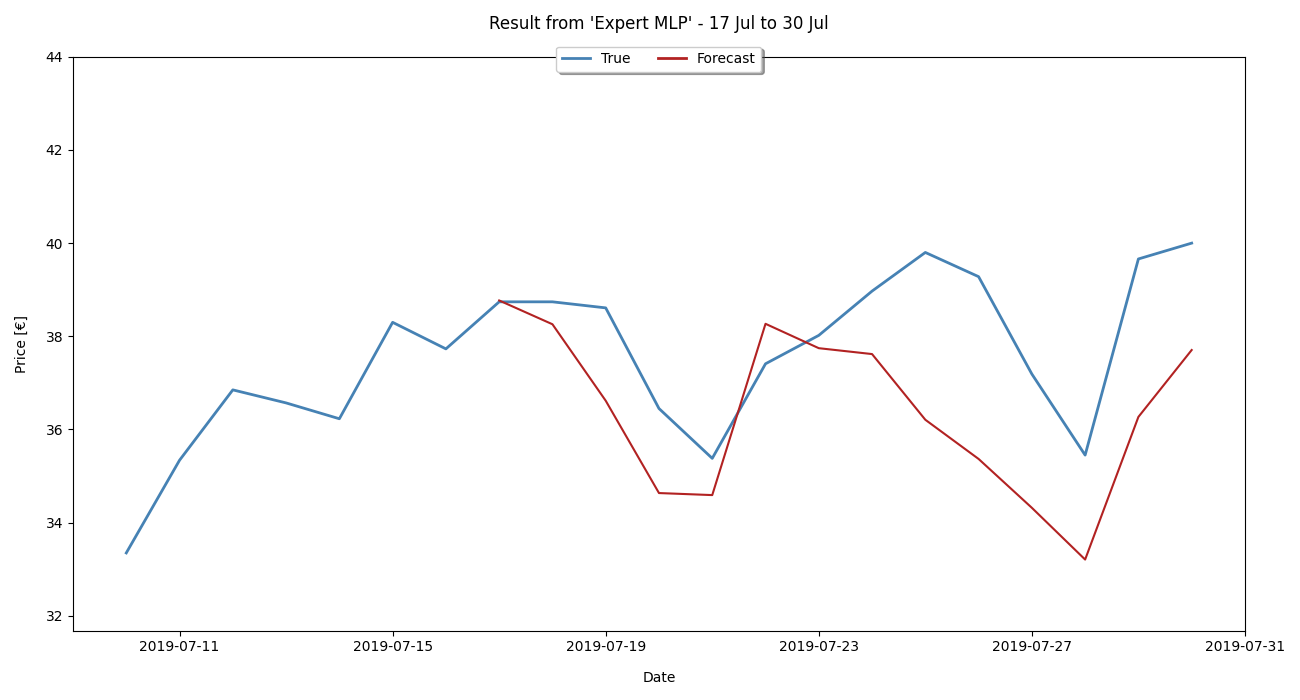 Result from 'Expert MLP' - 17 Jul to 30 Jul
True Forecast
Price [€]
44
42
40
38
36
34
32
2019-07-11 2019-07-15 2019-07-19 2019-07-23 2019-07-27 2019-07-31
Date